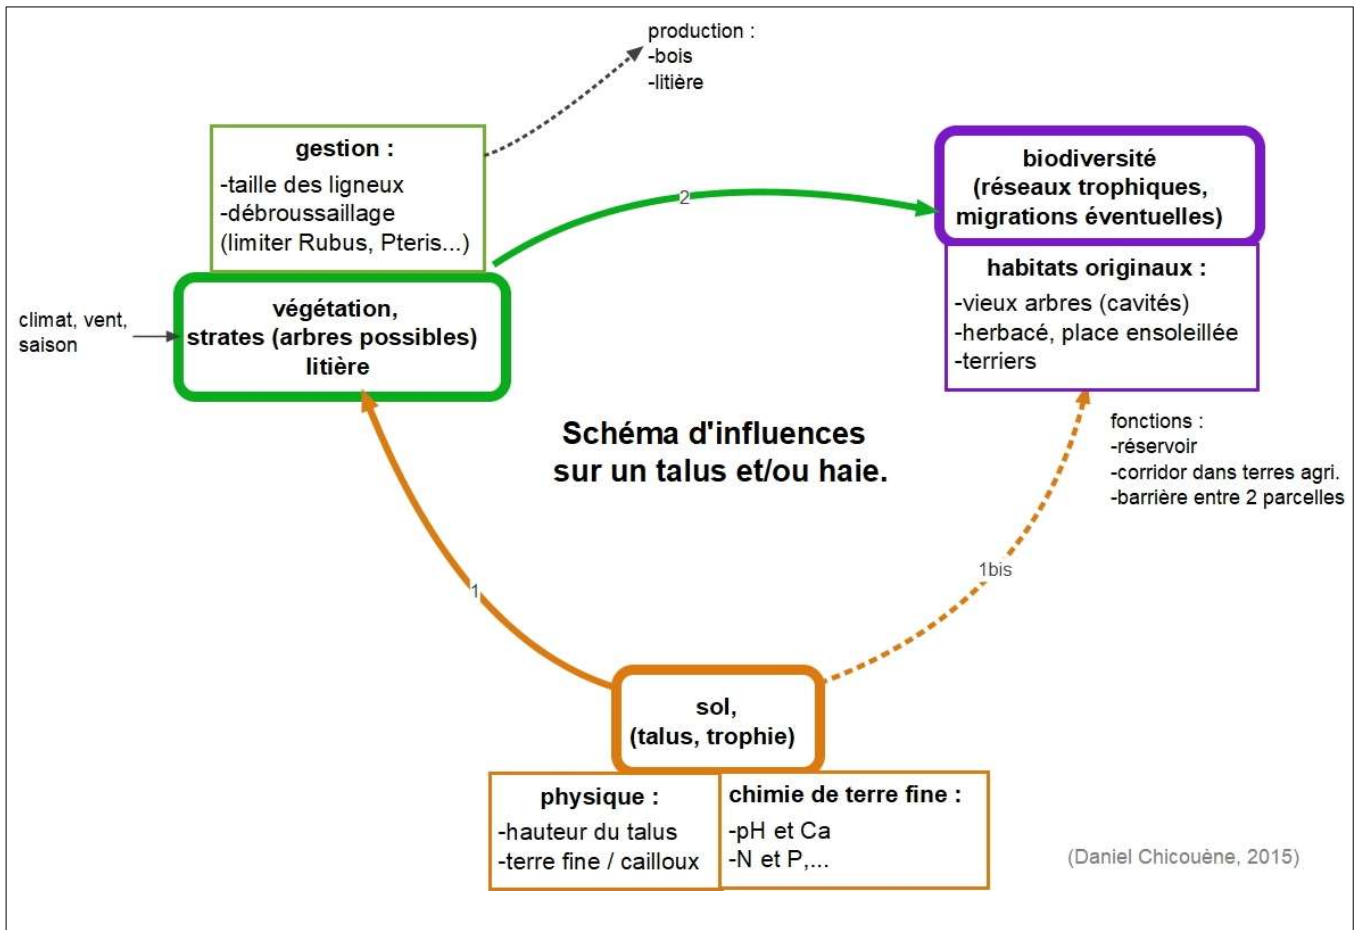 production :
-bois
-litière
gestion :
-taille des ligneux
-débroussaillage
(limiter Rubus, Pteris...)
2
biodiversité
(réseaux trophiques,
migrations éventuelles)
habitats originaux :
-vieux arbres (cavités)
-herbacé, place ensoleillée
-terriers
climat, vent,
saison
végétation,
strates (arbres possibles)
litière
Schéma d'influences
sur un talus et/ou haie.
fonctions :
-réservoir
-corridor dans terres agri.
-barrière entre 2 parcelles
1
1bis
sol,
(talus, trophie)
physique :
-hauteur du talus
-terre fine / cailloux
chimie de terre fine :
-pH et Ca
-N et P,...
(Daniel Chicouène, 2015)